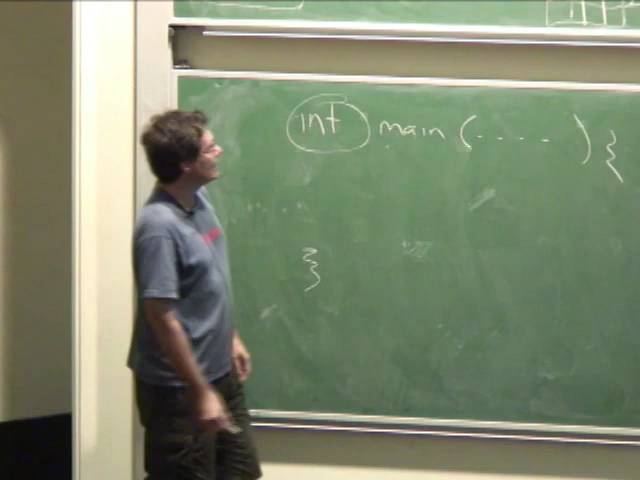 int main (.....) {
}